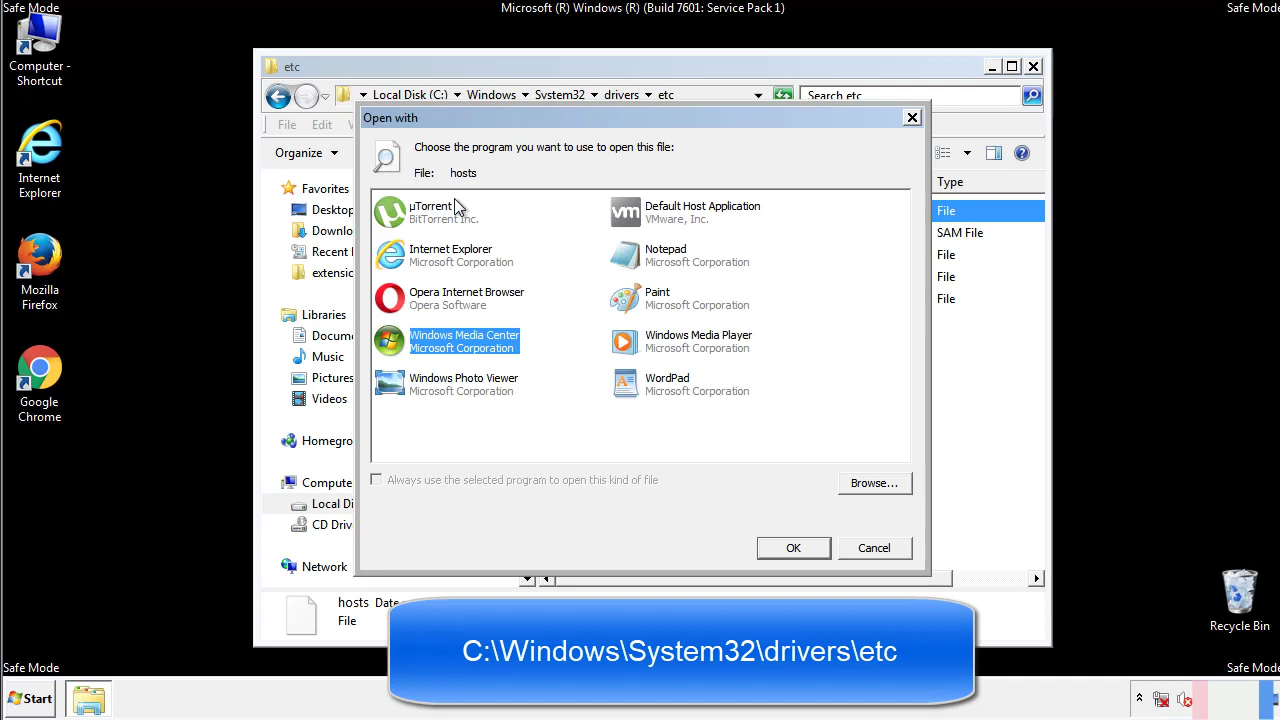 Safe Mode
Microsoft (R) Windows (R) (Build 7601: Service Pack 1)
Safe Mode
Computer - Shortcut
Internet Explorer
Mozilla Firefox
Google Chrome
etc
Local Disk (C:) Windows System32 drivers etc
Search etc
File Edit
Organize
Type
Favorites
Desktop
Recent
Libraries
Music
Pictures
Videos
Network
File
SAM File
File
File
File
Open with
Choose the program you want to use to open this file:
File: hosts
µTorrent
BitTorrent Inc.
Default Host Application
VMware, Inc.
Internet Explorer
Microsoft Corporation
Notepad
Microsoft Corporation
Opera Internet Browser
Opera Software
Paint
Microsoft Corporation
Windows Media Center
Microsoft Corporation
Windows Media Player
Microsoft Corporation
Windows Photo Viewer
Microsoft Corporation
WordPad
Microsoft Corporation
Always use the selected program to open this kind of file
Browse...
OK
Cancel
hosts
File
C:\Windows\System32\drivers\etc
Recycle Bin
Safe Mode
Safe Mode
Start